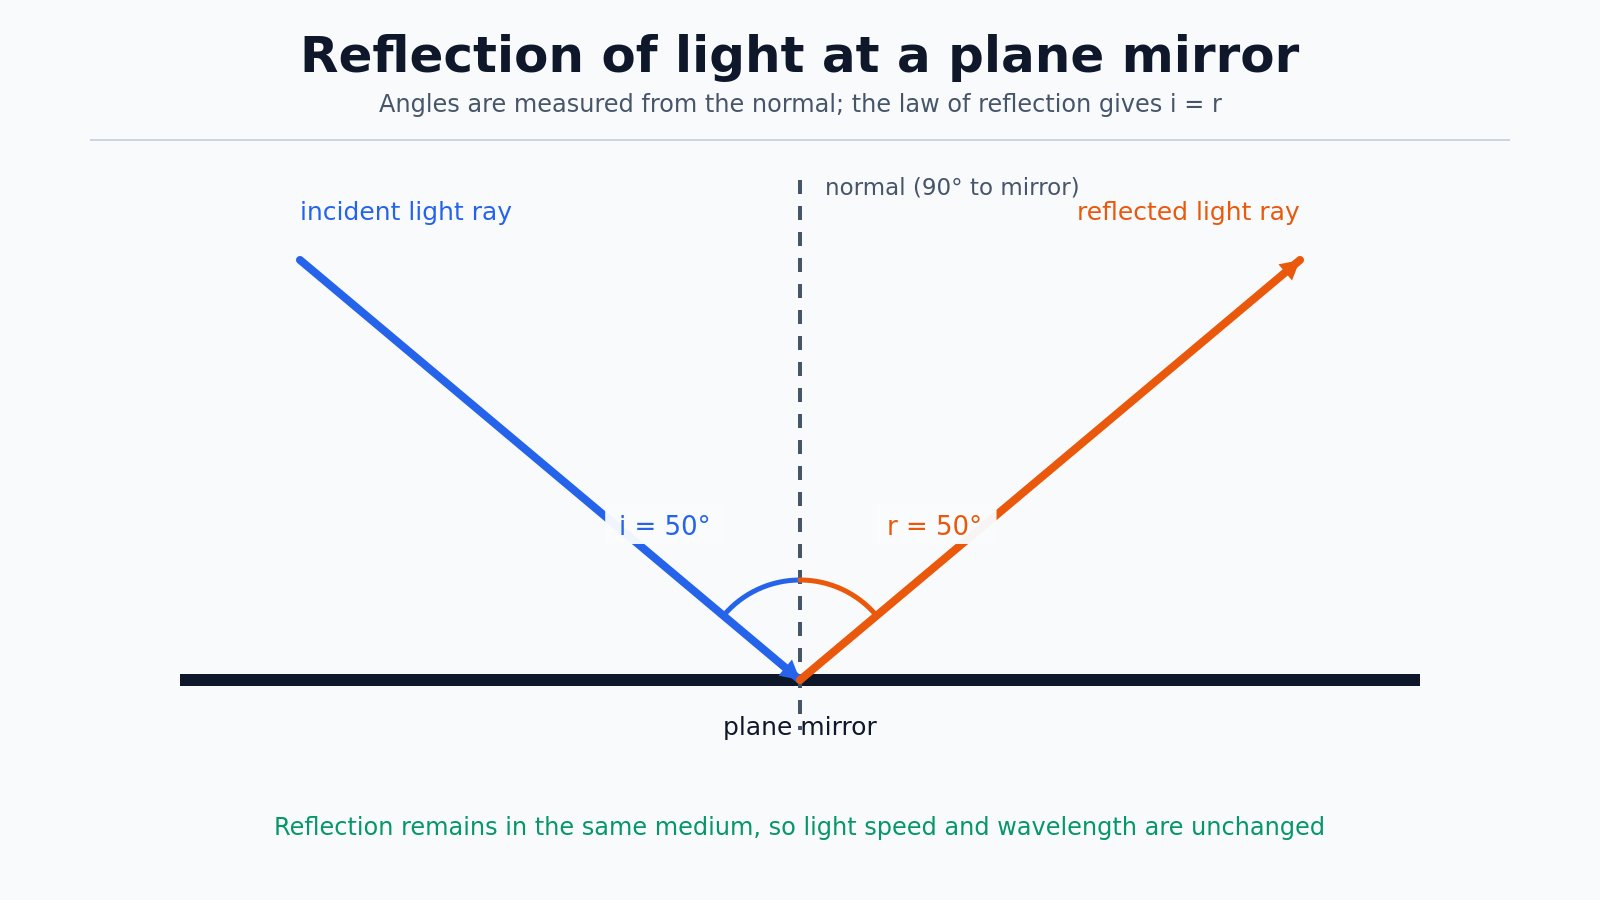 Reflection of light at a plane mirror
Angles are measured from the normal; the law of reflection gives i = r
normal (90° to mirror)
incident light ray
reflected light ray
i = 50°
r = 50°
plane mirror
Reflection remains in the same medium, so light speed and wavelength are unchanged